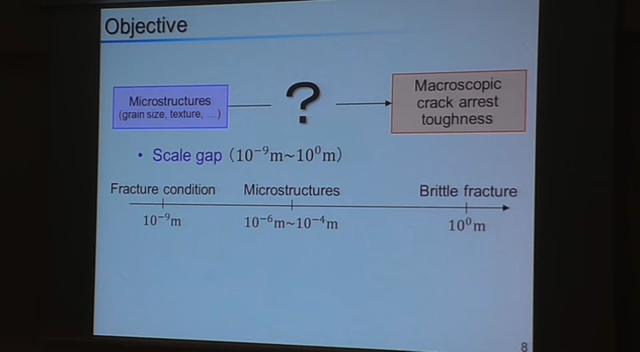 Objective
Microstructures
(grain size, texture, ...)
?
Macroscopic
crack arrest
toughness
• Scale gap (10⁻⁹m~10⁰m)
Fracture condition
Microstructures
Brittle fracture
10⁻⁹m
10⁻⁶m~10⁻⁴m
10⁰m
8